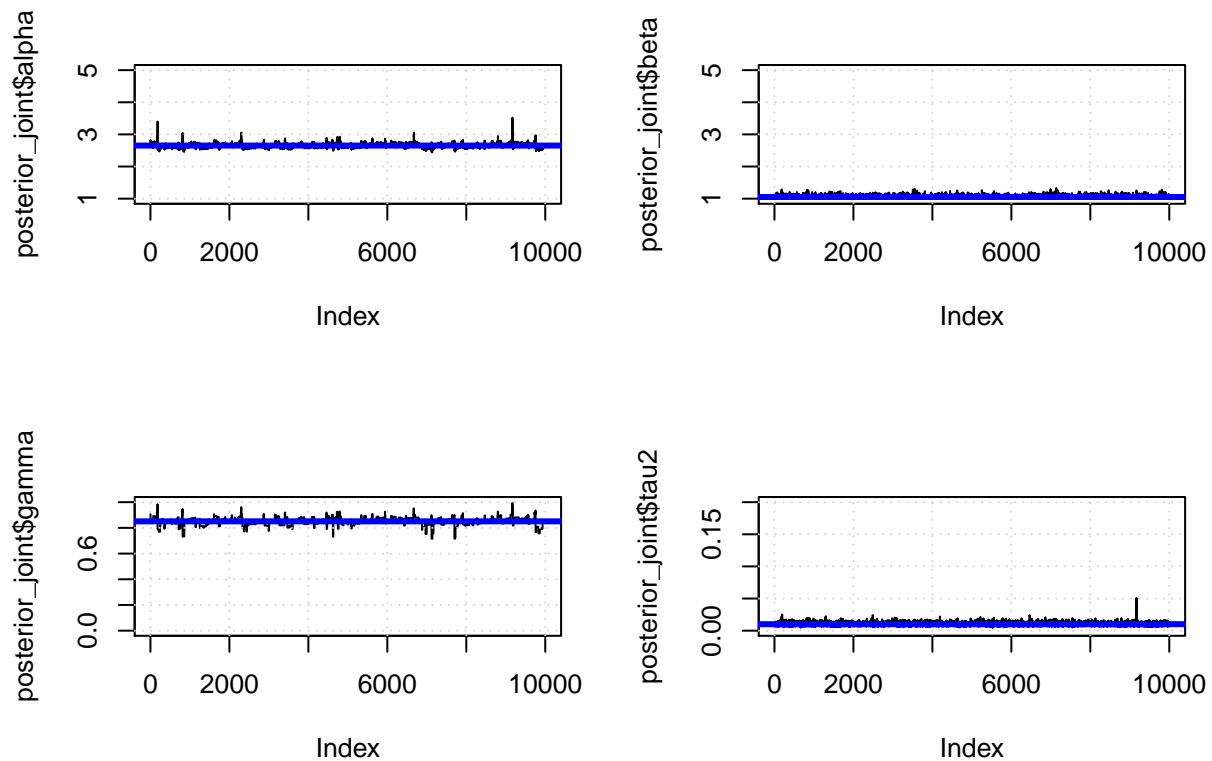 posterior_joint$alpha
5
3
1
0 2000 6000 10000
Index
posterior_joint$beta
5
3
1
0 2000 6000 10000
Index
posterior_joint$gamma
0.6
0.0
0 2000 6000 10000
Index
posterior_joint$tau2
0.15
0.00
0 2000 6000 10000
Index